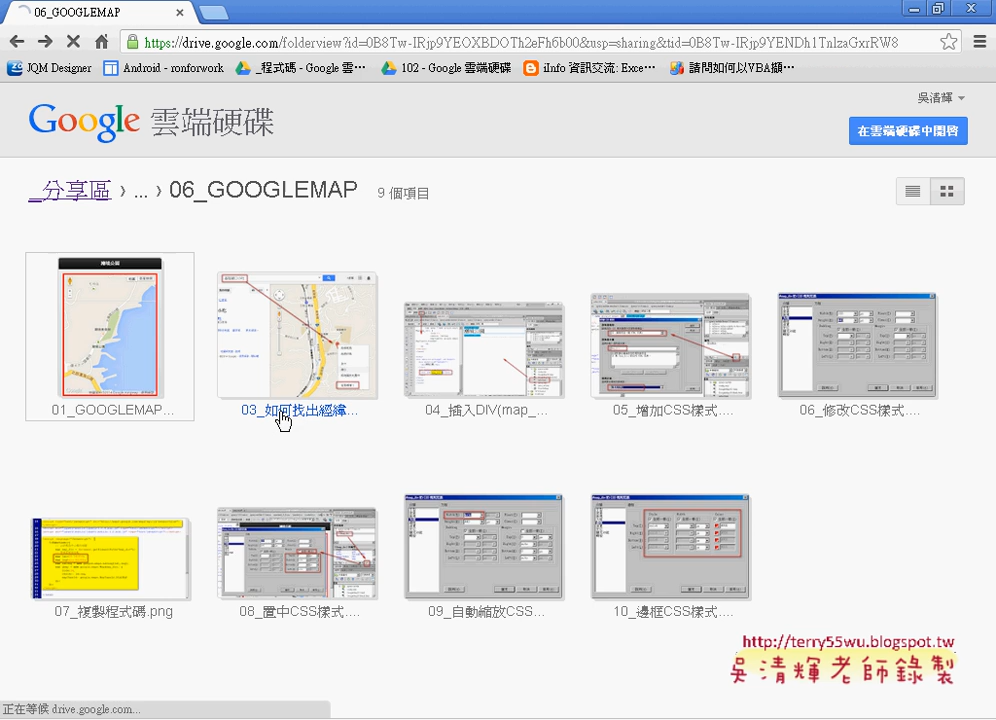 06_GOOGLEMAP
https://drive.google.com/folderview?id=0B8Tw-IRjp9YEOXBDOTh2eFh6b00&usp=sharing&tid=0B8Tw-IRjp9YENDh1TnlzaGxrRW8
JQM Designer
Android - ronforwork
_程式碼 - Google 雲…
102 - Google 雲端硬碟
iInfo 資訊交流: Exce…
請問如何以VBA擷…
Google 雲端硬碟
吳清輝
在雲端硬碟中開啓
_分享區 › ... › 06_GOOGLEMAP 9 個項目
01_GOOGLEMAP...
03_如何找出經緯...
04_插入DIV(map_...
05_增加CSS樣式....
06_修改CSS樣式....
07_複製程式碼.png
08_置中CSS樣式....
09_自動縮放CSS...
10_邊框CSS樣式....
http://terry55wu.blogspot.tw
吳清輝老師錄製
正在等候 drive.google.com...